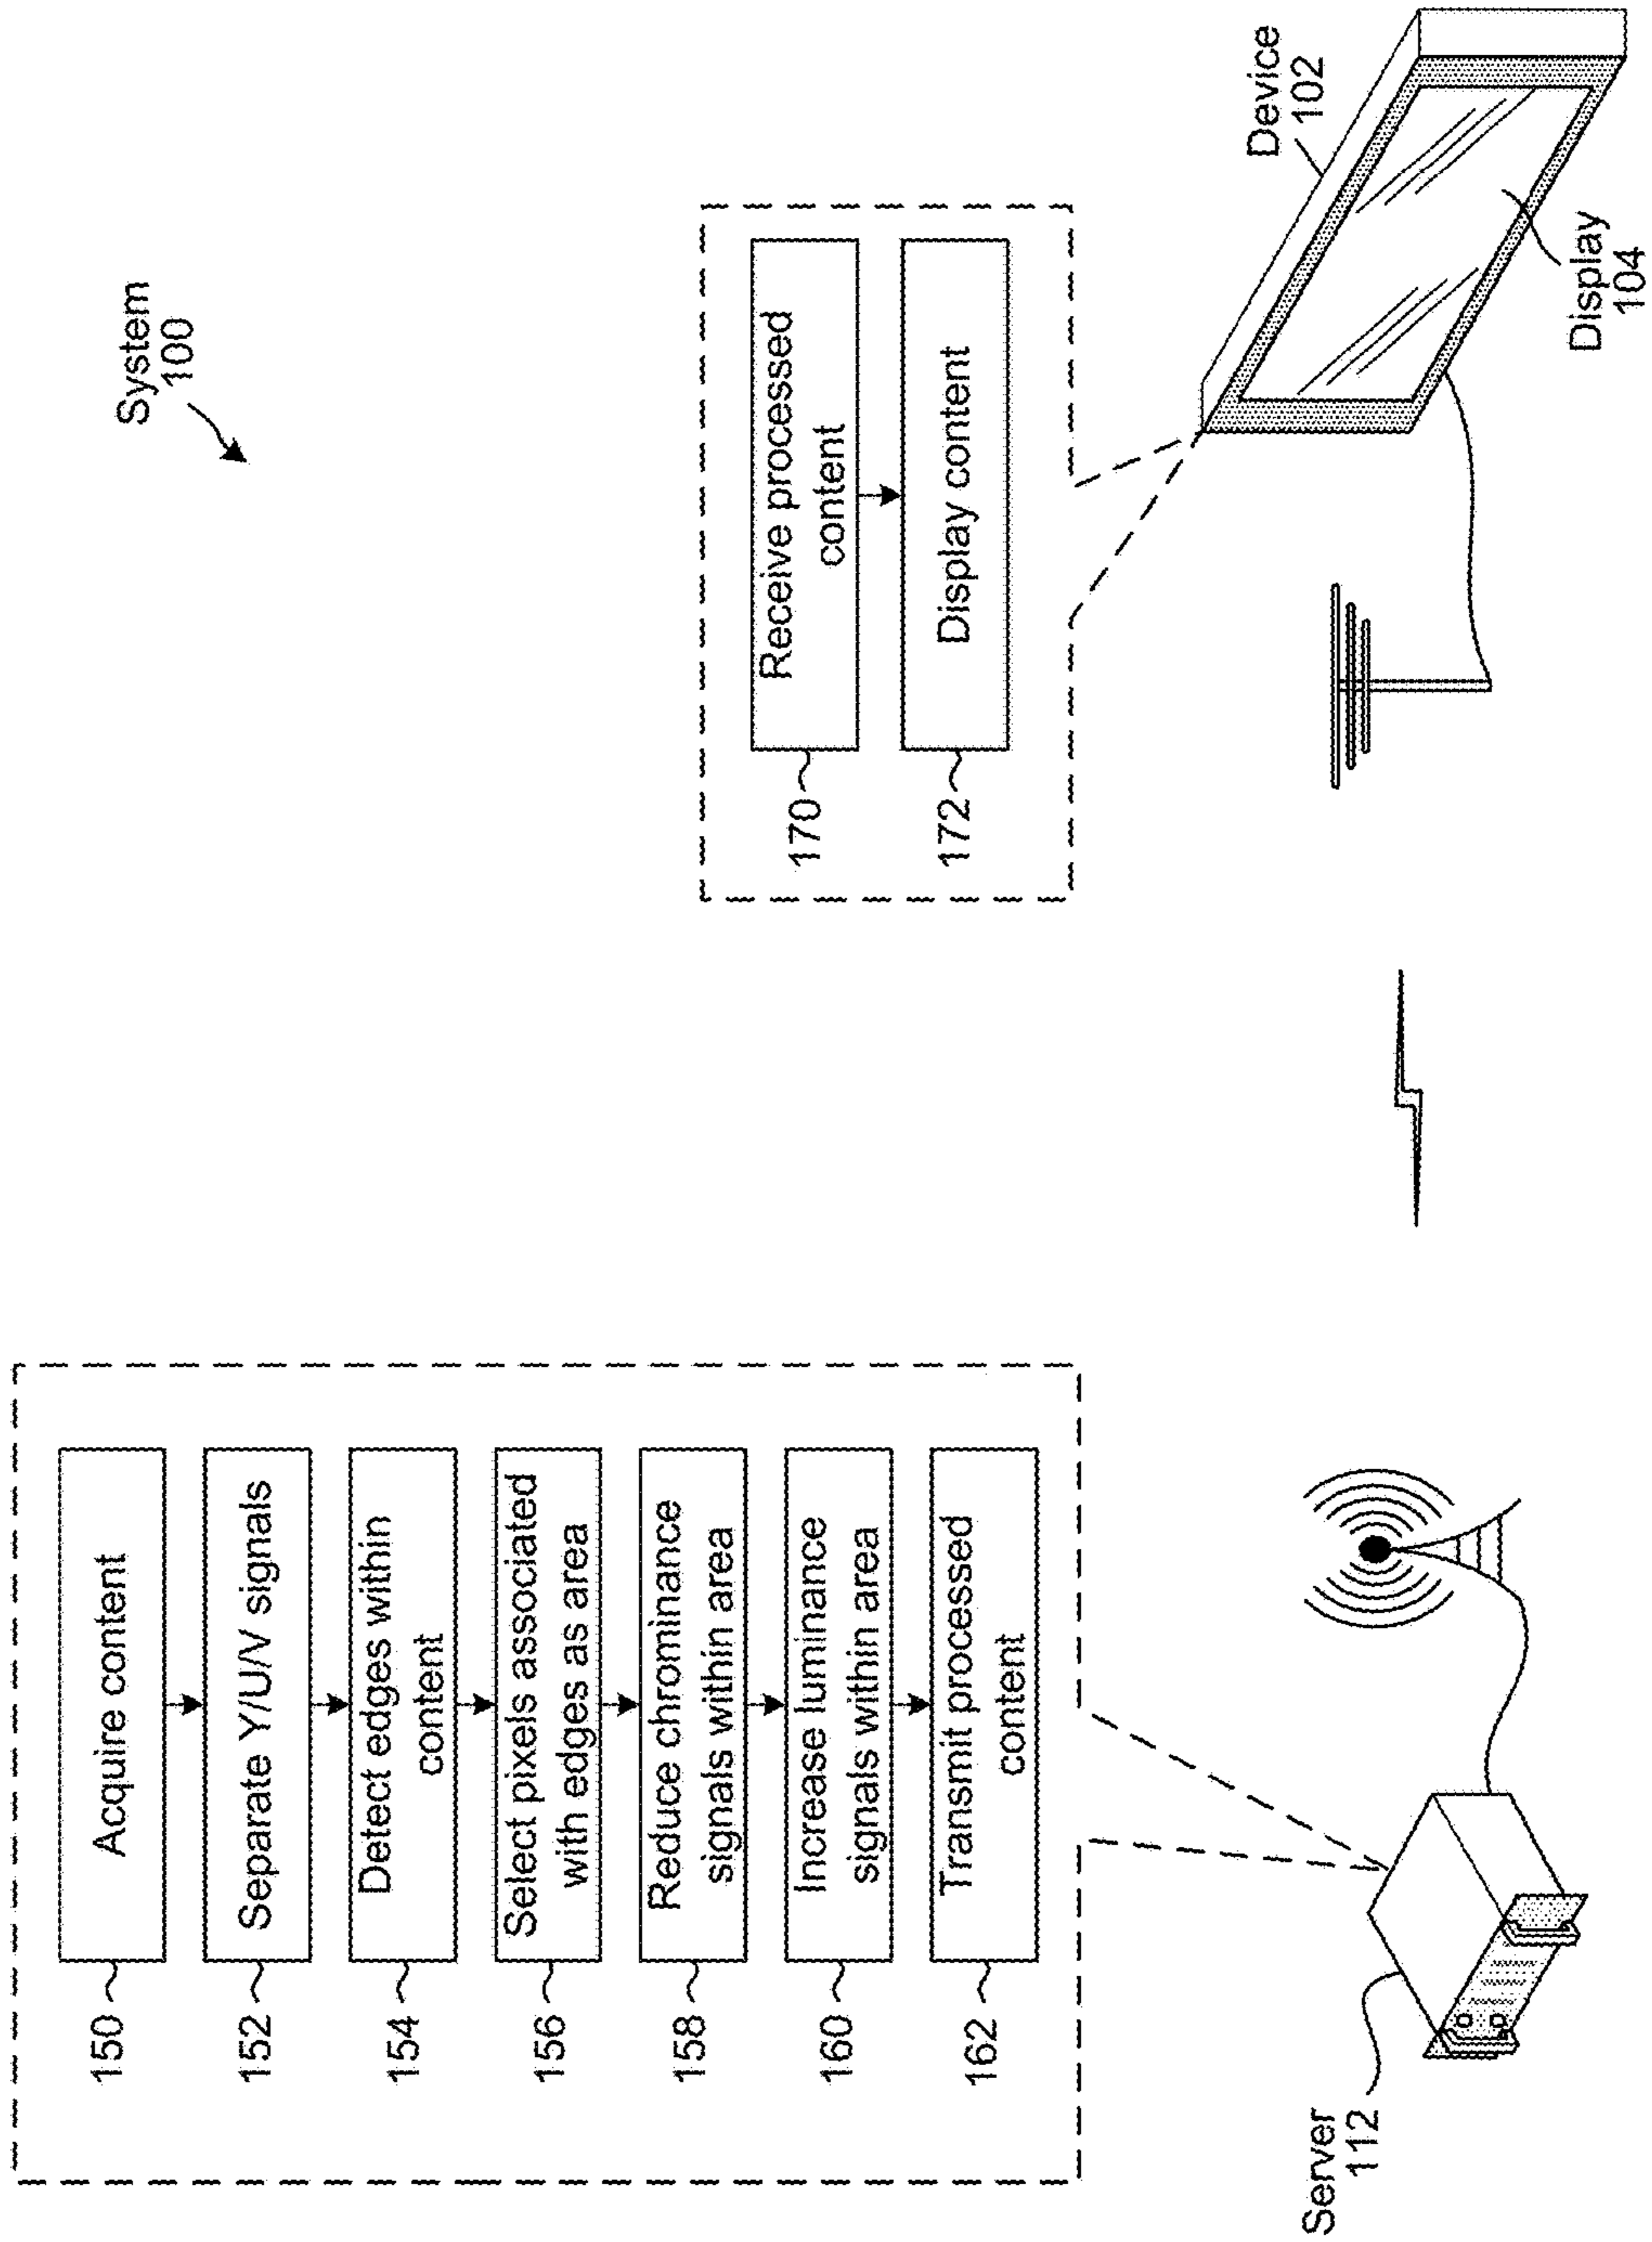 System
100
150
Acquire content
152
Separate Y/U/V signals
154
Detect edges within
content
156
Select pixels associated
with edges as area
158
Reduce chrominance
signals within area
160
Increase luminance
signals within area
162
Transmit processed
content
170
Receive processed
content
172
Display content
Server
112
Device
102
Display
104